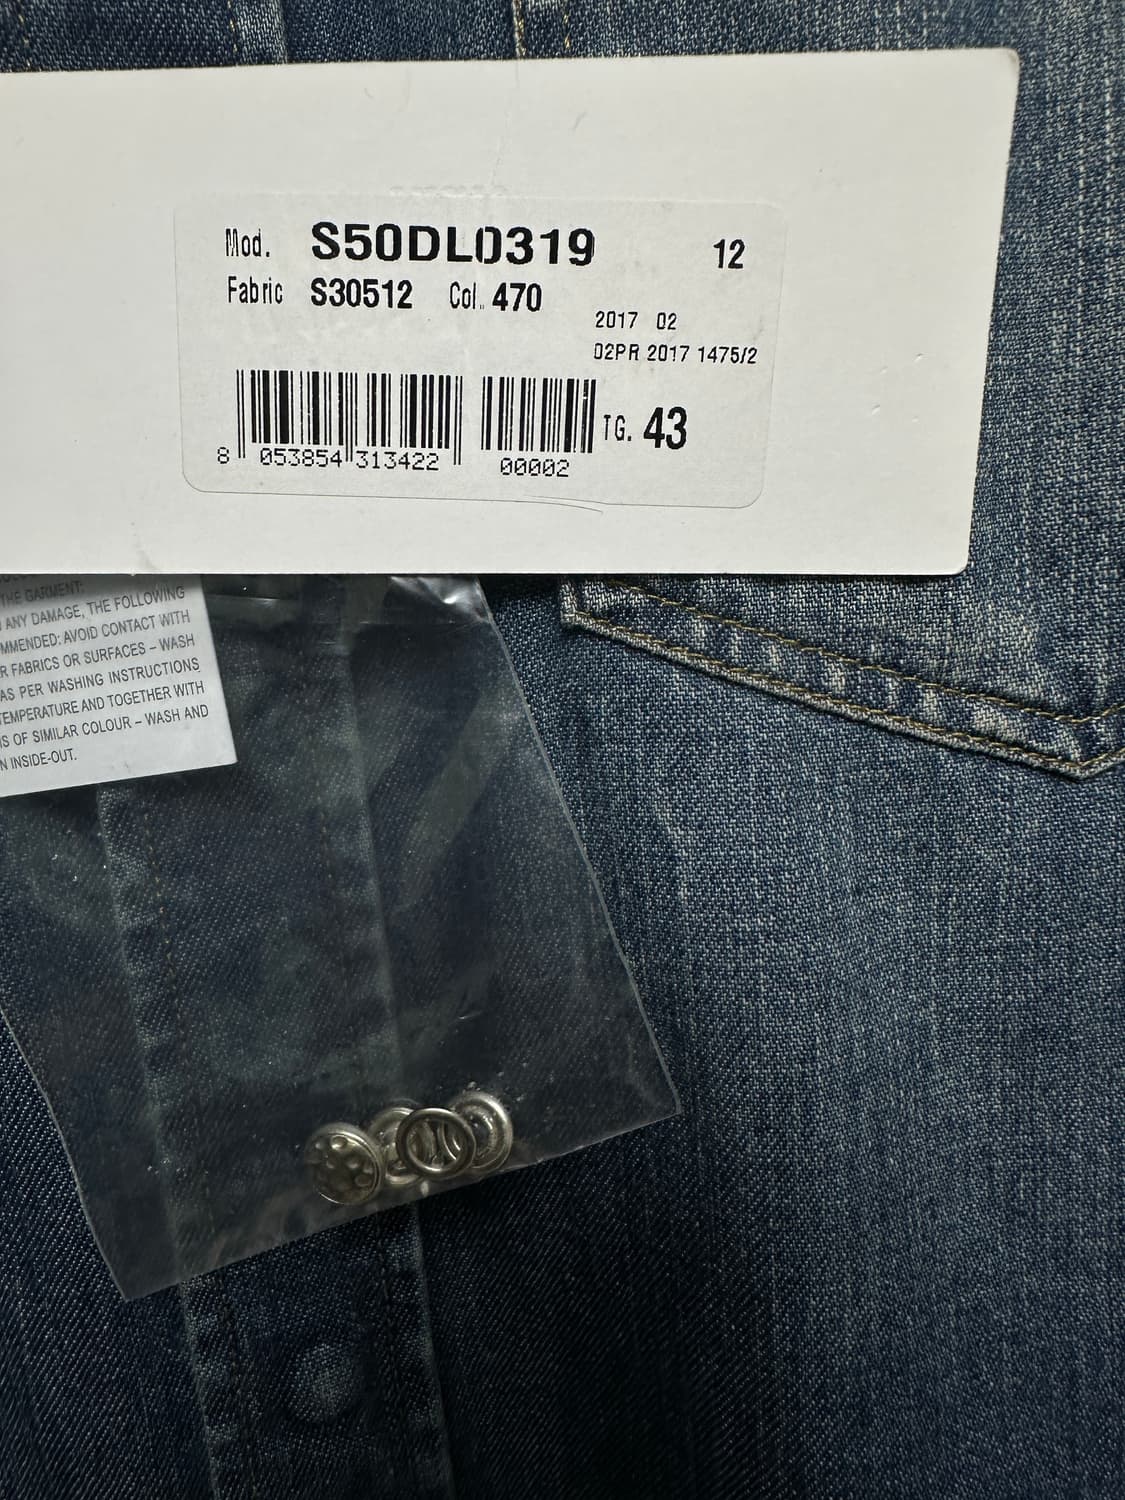 Mod. S50DL0319 12
Fabric S30512 Col. 470
2017 02
02PR 2017 1475/2
TG. 43
8 053854 313422 00002
THE GARMENT:
ANY DAMAGE, THE FOLLOWING
MMENDED: AVOID CONTACT WITH
R FABRICS OR SURFACES – WASH
AS PER WASHING INSTRUCTIONS
TEMPERATURE AND TOGETHER WITH
S OF SIMILAR COLOUR – WASH AND
N INSIDE-OUT.